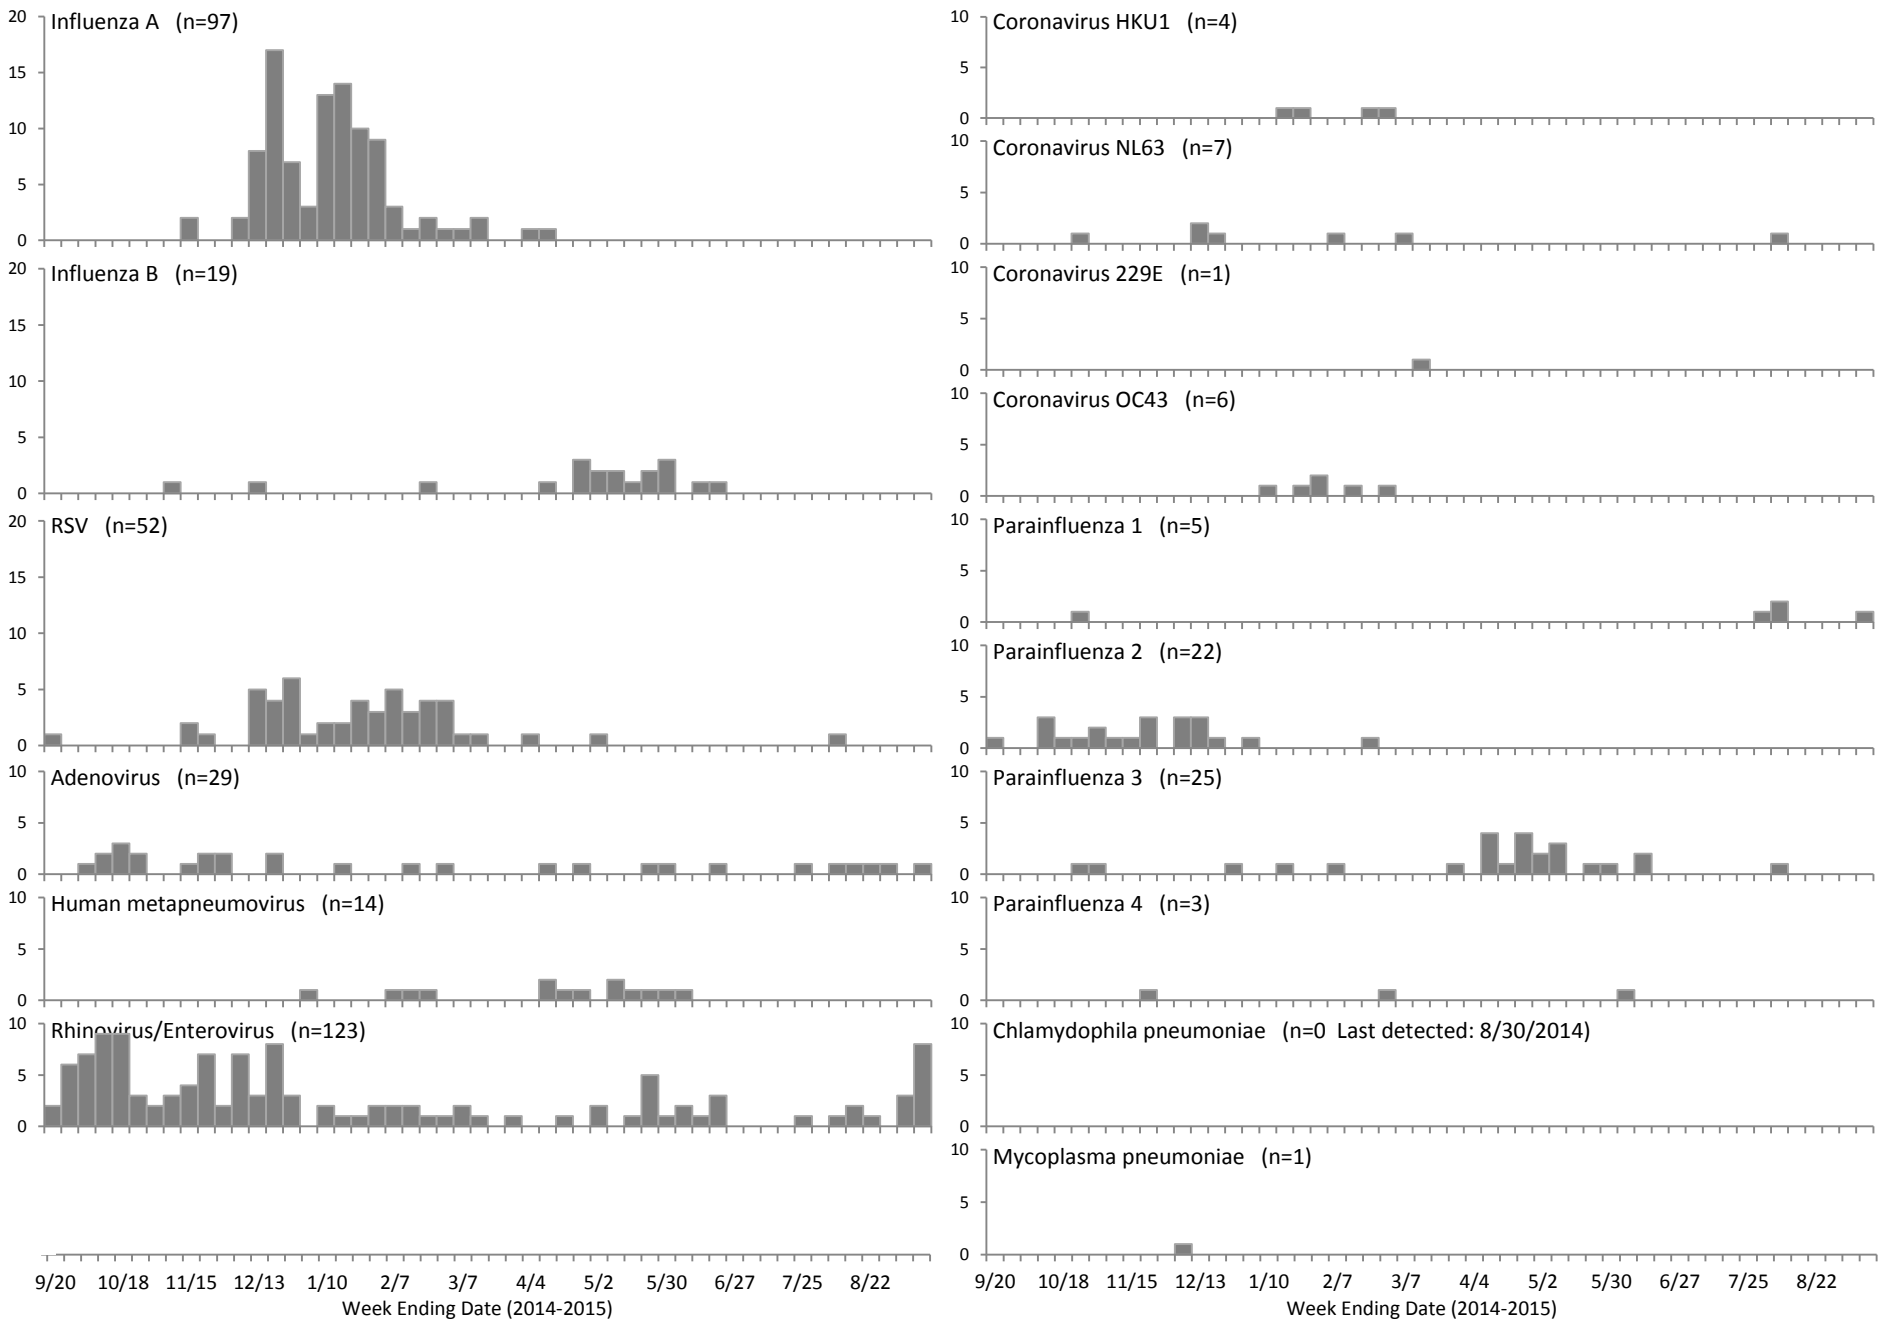 Influenza A (n=97)
20
15
10
5
0
Influenza B (n=19)
20
15
10
5
0
RSV (n=52)
20
15
10
5
0
Adenovirus (n=29)
10
5
0
Human metapneumovirus (n=14)
10
5
0
Rhinovirus/Enterovirus (n=123)
10
5
0
9/20 10/18 11/15 12/13 1/10 2/7 3/7 4/4 5/2 5/30 6/27 7/25 8/22
Week Ending Date (2014-2015)
Coronavirus HKU1 (n=4)
10
5
0
Coronavirus NL63 (n=7)
10
5
0
Coronavirus 229E (n=1)
10
5
0
Coronavirus OC43 (n=6)
10
5
0
Parainfluenza 1 (n=5)
10
5
0
Parainfluenza 2 (n=22)
10
5
0
Parainfluenza 3 (n=25)
10
5
0
Parainfluenza 4 (n=3)
10
5
0
Chlamydophila pneumoniae (n=0 Last detected: 8/30/2014)
10
5
0
Mycoplasma pneumoniae (n=1)
10
5
0
9/20 10/18 11/15 12/13 1/10 2/7 3/7 4/4 5/2 5/30 6/27 7/25 8/22
Week Ending Date (2014-2015)